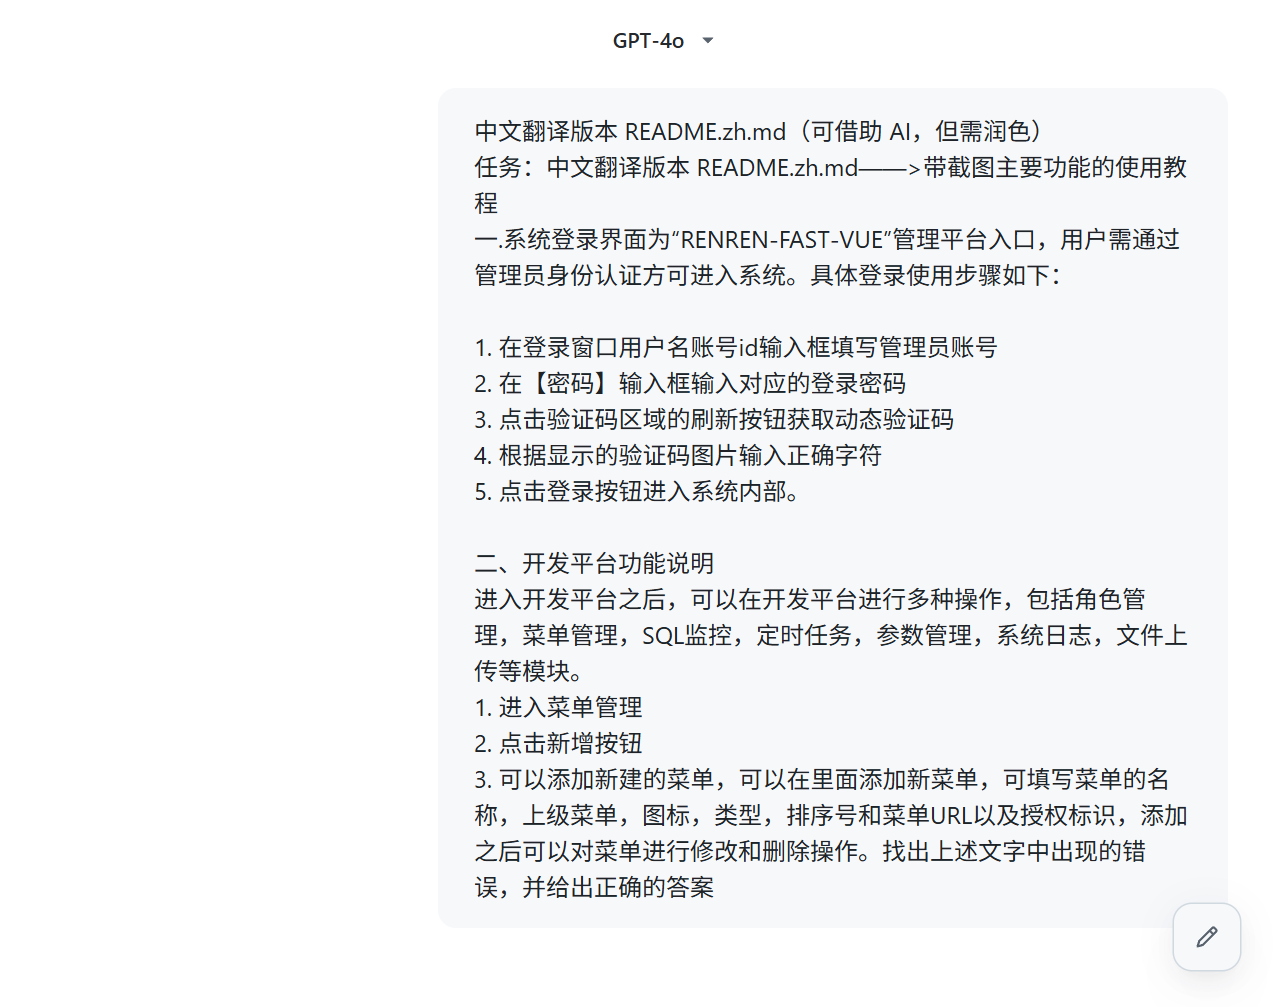 GPT-4o
中文翻译版本 README.zh.md（可借助 AI，但需润色）
任务：中文翻译版本 README.zh.md——>带截图主要功能的使用教
程
一.系统登录界面为“RENREN-FAST-VUE”管理平台入口，用户需通过
管理员身份认证方可进入系统。具体登录使用步骤如下：
1. 在登录窗口用户名账号id输入框填写管理员账号
2. 在【密码】输入框输入对应的登录密码
3. 点击验证码区域的刷新按钮获取动态验证码
4. 根据显示的验证码图片输入正确字符
5. 点击登录按钮进入系统内部。
二、开发平台功能说明
进入开发平台之后，可以在开发平台进行多种操作，包括角色管
理，菜单管理，SQL监控，定时任务，参数管理，系统日志，文件上
传等模块。
1. 进入菜单管理
2. 点击新增按钮
3. 可以添加新建的菜单，可以在里面添加新菜单，可填写菜单的名
称，上级菜单，图标，类型，排序号和菜单URL以及授权标识，添加
之后可以对菜单进行修改和删除操作。找出上述文字中出现的错
误，并给出正确的答案